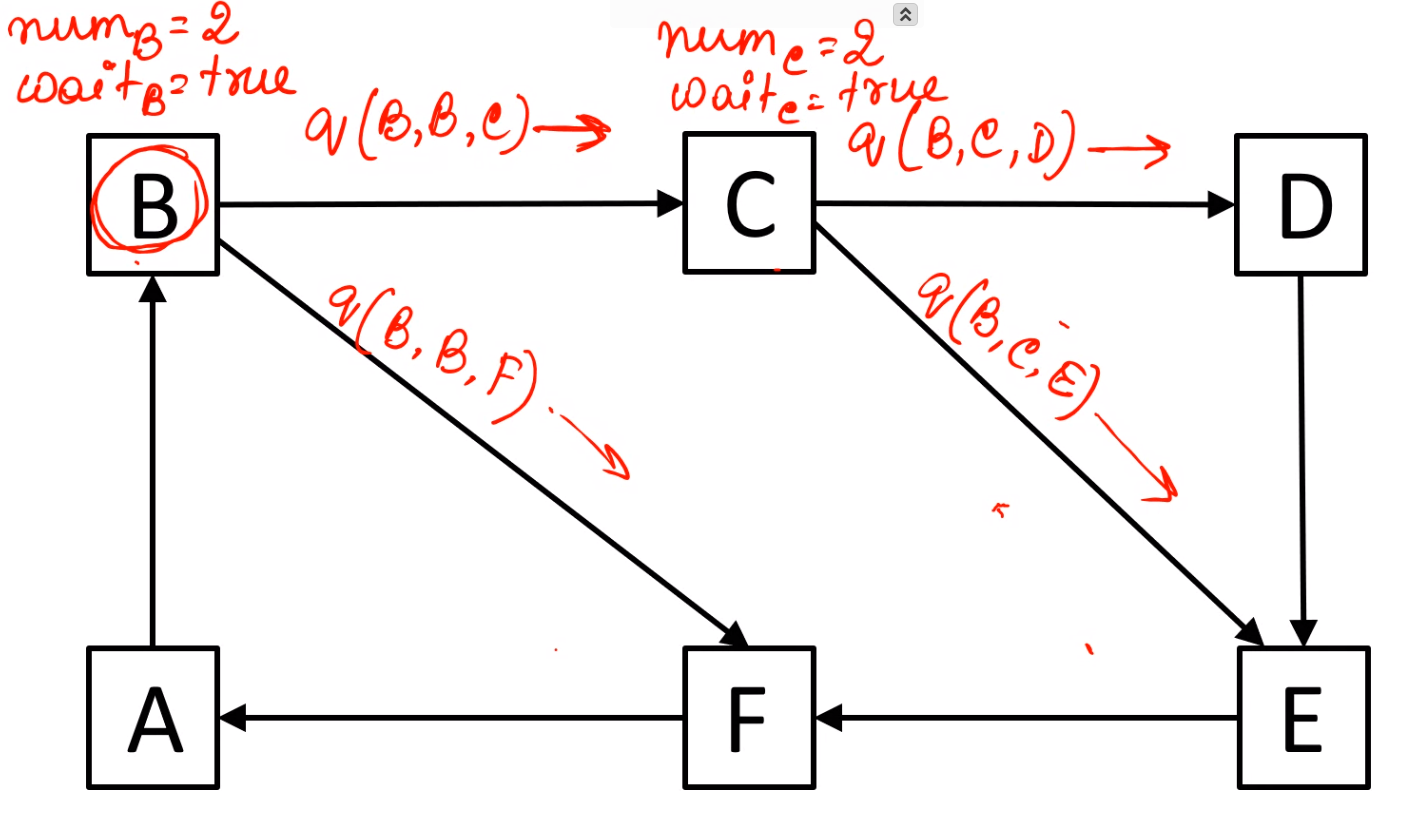 num_B = 2
wait_B = true
num_C = 2
wait_C = true
q(B,B,C)
q(B,C,D)
B
C
D
q(B,B,F)
q(B,C,E)
A
F
E